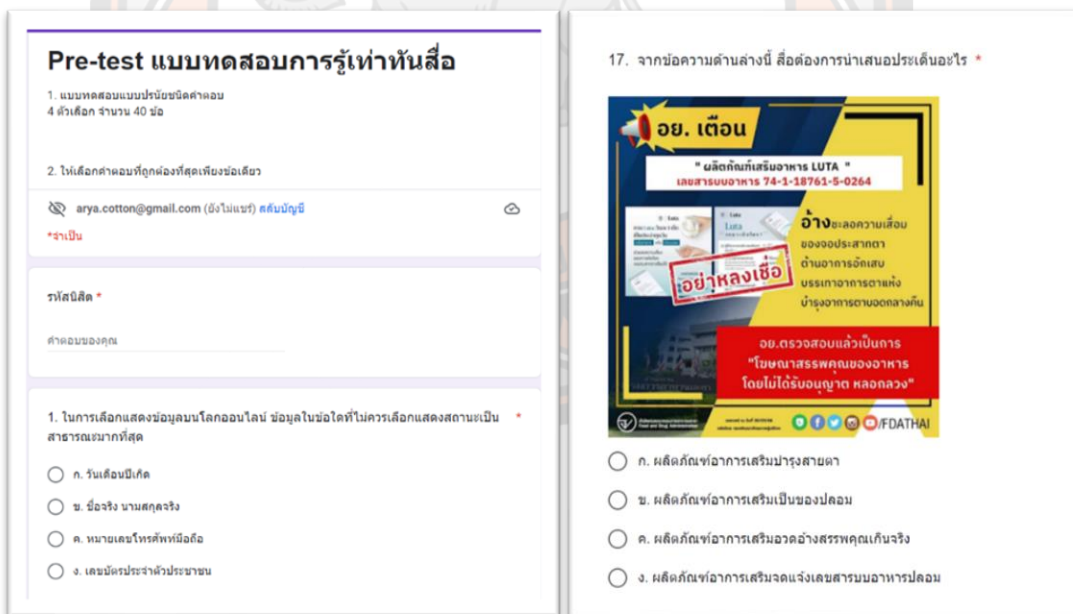 Pre-test แบบทดสอบการรู้เท่าทันสื่อ
1. แบบทดสอบแบบปรนัยชนิดคำตอบ
4 ตัวเลือก จำนวน 40 ข้อ
2. ให้เลือกคำตอบที่ถูกต้องที่สุดเพียงข้อเดียว
arya.cotton@gmail.com (ยังไม่แชร์) สลับบัญชี
*จำเป็น
รหัสนิสิต *
คำตอบของคุณ
1. ในการเลือกแสดงข้อมูลบนโลกออนไลน์ ข้อมูลในข้อใดที่ไม่ควรเลือกแสดงสถานะเป็น *
สาธารณะมากที่สุด
ก. วันเดือนปีเกิด
ข. ชื่อจริง นามสกุลจริง
ค. หมายเลขโทรศัพท์มือถือ
ง. เลขบัตรประจำตัวประชาชน
17. จากข้อความด้านล่างนี้ สื่อต้องการนำเสนอประเด็นอะไร *
อย. เตือน
" ผลิตภัณฑ์เสริมอาหาร LUTA "
เลขสารบบอาหาร 74-1-18761-5-0264
Luta
Luta
อย่าหลงเชื่อ
อ้างชะลอความเสื่อม
ของจอประสาทตา
ต้านอาการอักเสบ
บรรเทาอาการตาแห้ง
บำรุงอาการตาบอดกลางคืน
อย.ตรวจสอบแล้วเป็นการ
"โฆษณาสรรพคุณของอาหาร
โดยไม่ได้รับอนุญาต หลอกลวง"
/FDATHAI
ก. ผลิตภัณฑ์อาการเสริมบำรุงสายตา
ข. ผลิตภัณฑ์อาการเสริมเป็นของปลอม
ค. ผลิตภัณฑ์อาการเสริมอวดอ้างสรรพคุณเกินจริง
ง. ผลิตภัณฑ์อาการเสริมจดแจ้งเลขสารบบอาหารปลอม